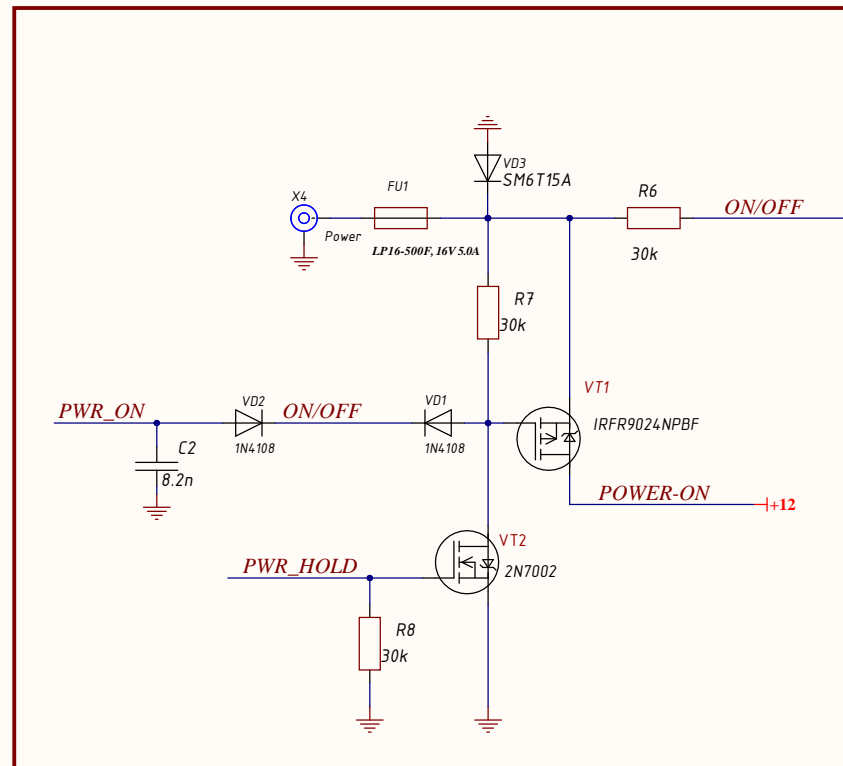 VD3
SM6T15A
X4
FU1
R6
ON/OFF
Power
LP16-500F, 16V 5.0A
30k
R7
30k
VT1
PWR_ON
VD2
ON/OFF
VD1
IRFR9024NPBF
C2
1N4108
1N4108
8.2n
POWER-ON
+12
VT2
PWR_HOLD
2N7002
R8
30k